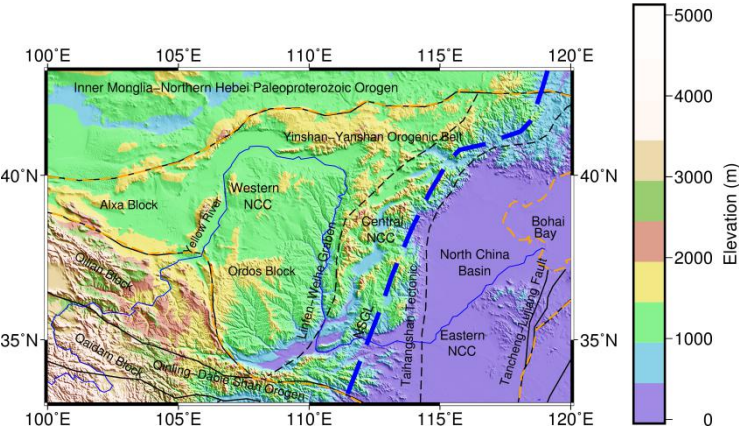 100˚E 105˚E 110˚E 115˚E 120˚E
5000
4000
3000
2000
1000
0
Elevation (m)
40˚N
35˚N
40˚N
35˚N
Inner Monglia−Northern Hebei Paleoproterozoic Orogen
Yinshan−Yanshan Orogenic Belt
Alxa Block
Western
NCC
Yellow River
Central
NCC
Bohai
Bay
Qilian Block
Ordos Block
Linfen−Weihe Graben
North China
Basin
NSGL
Taihangshan Tectonic
Eastern
NCC
Tancheng−Lujiang Fault
Qaidam Block
Qinling−Dabie Shan Orogen
100˚E 105˚E 110˚E 115˚E 120˚E